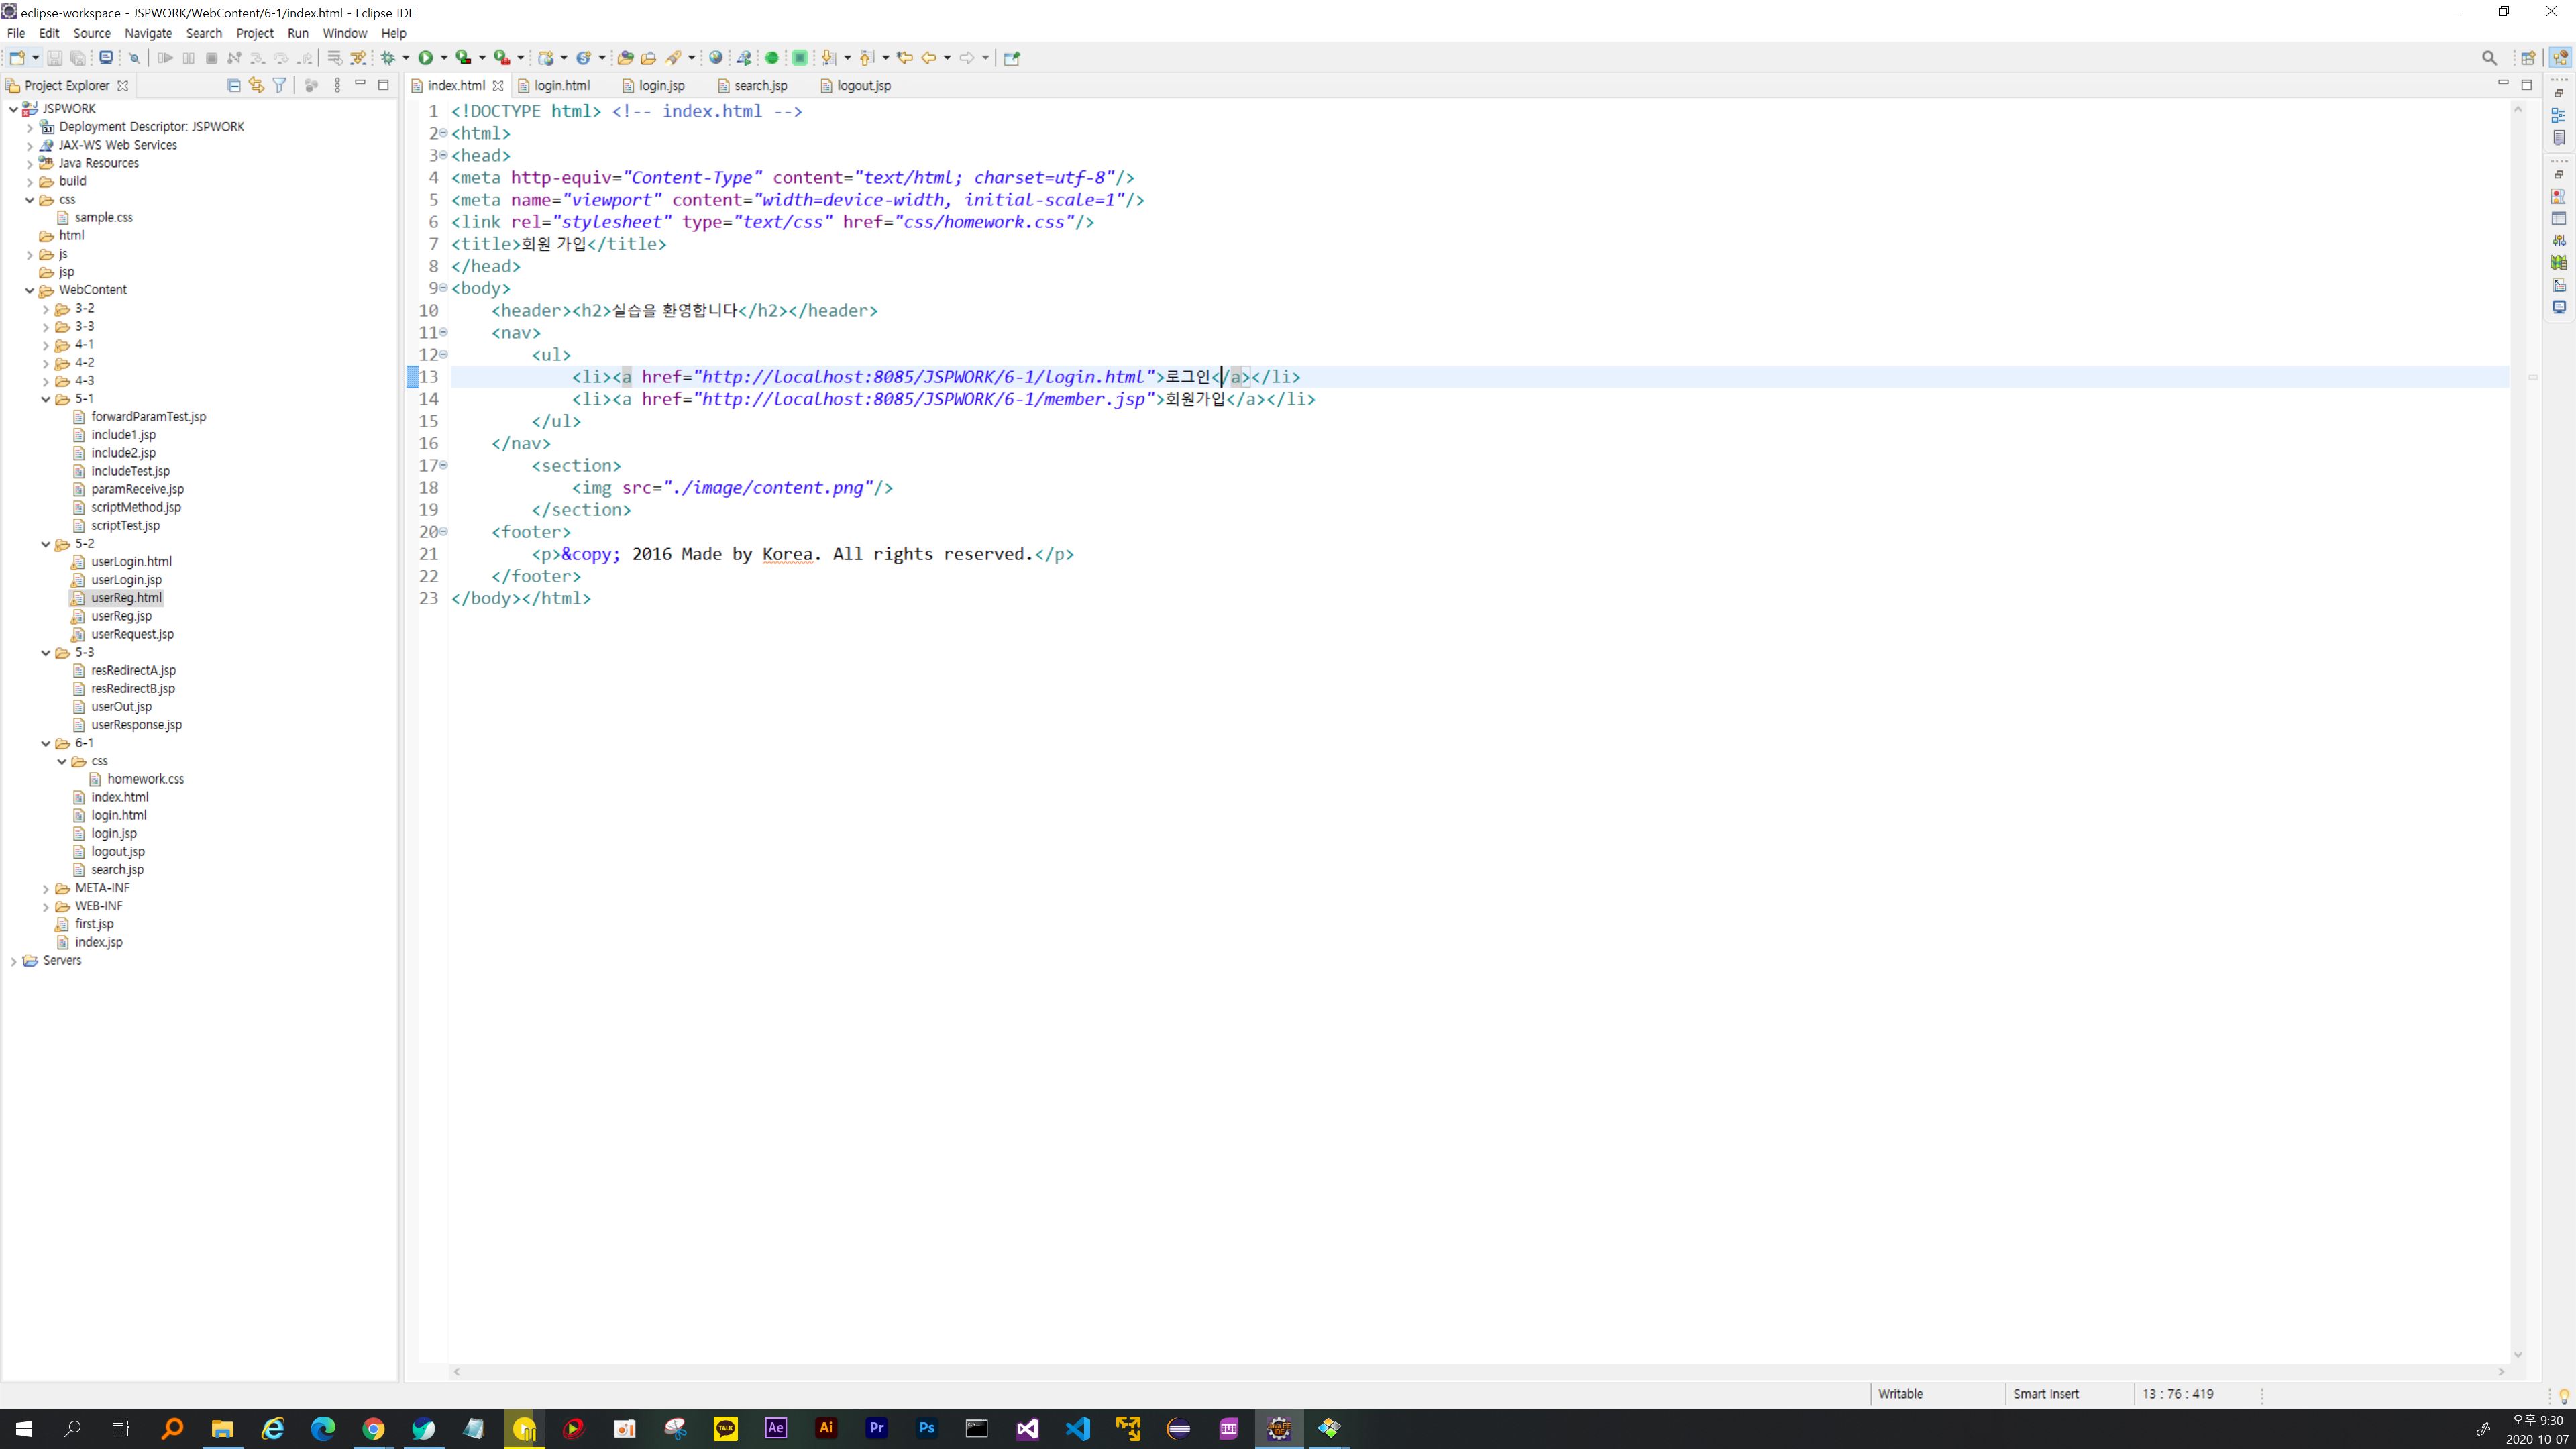 eclipse-workspace - JSPWORK/WebContent/6-1/index.html - Eclipse IDE
File Edit Source Navigate Search Project Run Window Help
Project Explorer
JSPWORK
Deployment Descriptor: JSPWORK
JAX-WS Web Services
Java Resources
build
css
sample.css
html
js
jsp
WebContent
3-2
3-3
4-1
4-2
4-3
5-1
forwardParamTest.jsp
include1.jsp
include2.jsp
includeTest.jsp
paramReceive.jsp
scriptMethod.jsp
scriptTest.jsp
5-2
userLogin.html
userLogin.jsp
userReg.html
userReg.jsp
userRequest.jsp
5-3
resRedirectA.jsp
resRedirectB.jsp
userOut.jsp
userResponse.jsp
6-1
css
homework.css
index.html
login.html
login.jsp
logout.jsp
search.jsp
META-INF
WEB-INF
first.jsp
index.jsp
Servers
index.html login.html login.jsp search.jsp logout.jsp
1 <!DOCTYPE html> <!-- index.html -->
2 <html>
3 <head>
4 <meta http-equiv="Content-Type" content="text/html; charset=utf-8"/>
5 <meta name="viewport" content="width=device-width, initial-scale=1"/>
6 <link rel="stylesheet" type="text/css" href="css/homework.css"/>
7 <title>회원 가입</title>
8 </head>
9 <body>
10 <header><h2>실습을 환영합니다</h2></header>
11 <nav>
12 <ul>
13 <li><a href="http://localhost:8085/JSPWORK/6-1/login.html">로그인</a></li>
14 <li><a href="http://localhost:8085/JSPWORK/6-1/member.jsp">회원가입</a></li>
15 </ul>
16 </nav>
17 <section>
18 <img src="./image/content.png"/>
19 </section>
20 <footer>
21 <p>&copy; 2016 Made by Korea. All rights reserved.</p>
22 </footer>
23 </body></html>
Writable Smart Insert 13 : 76 : 419
TALK Ae Ai Pr Ps
오후 9:30
2020-10-07